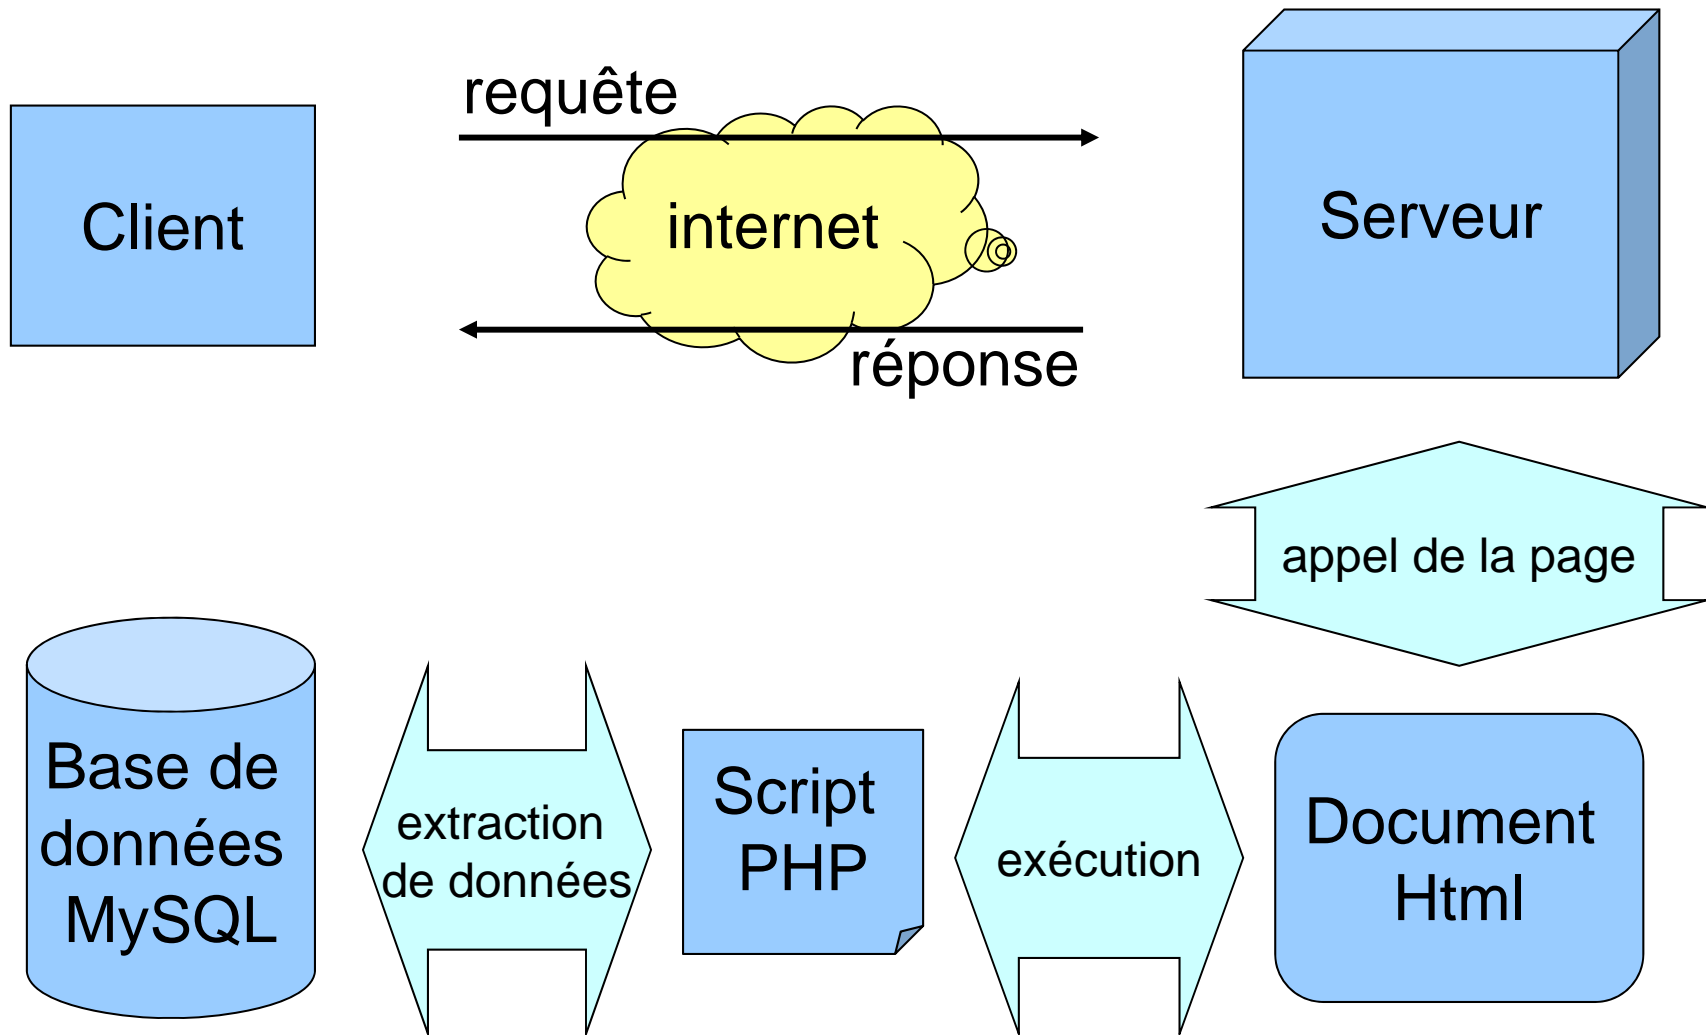 requête
Client
internet
Serveur
réponse
appel de la page
Base de
données
MySQL
extraction
de données
Script
PHP
exécution
Document
Html